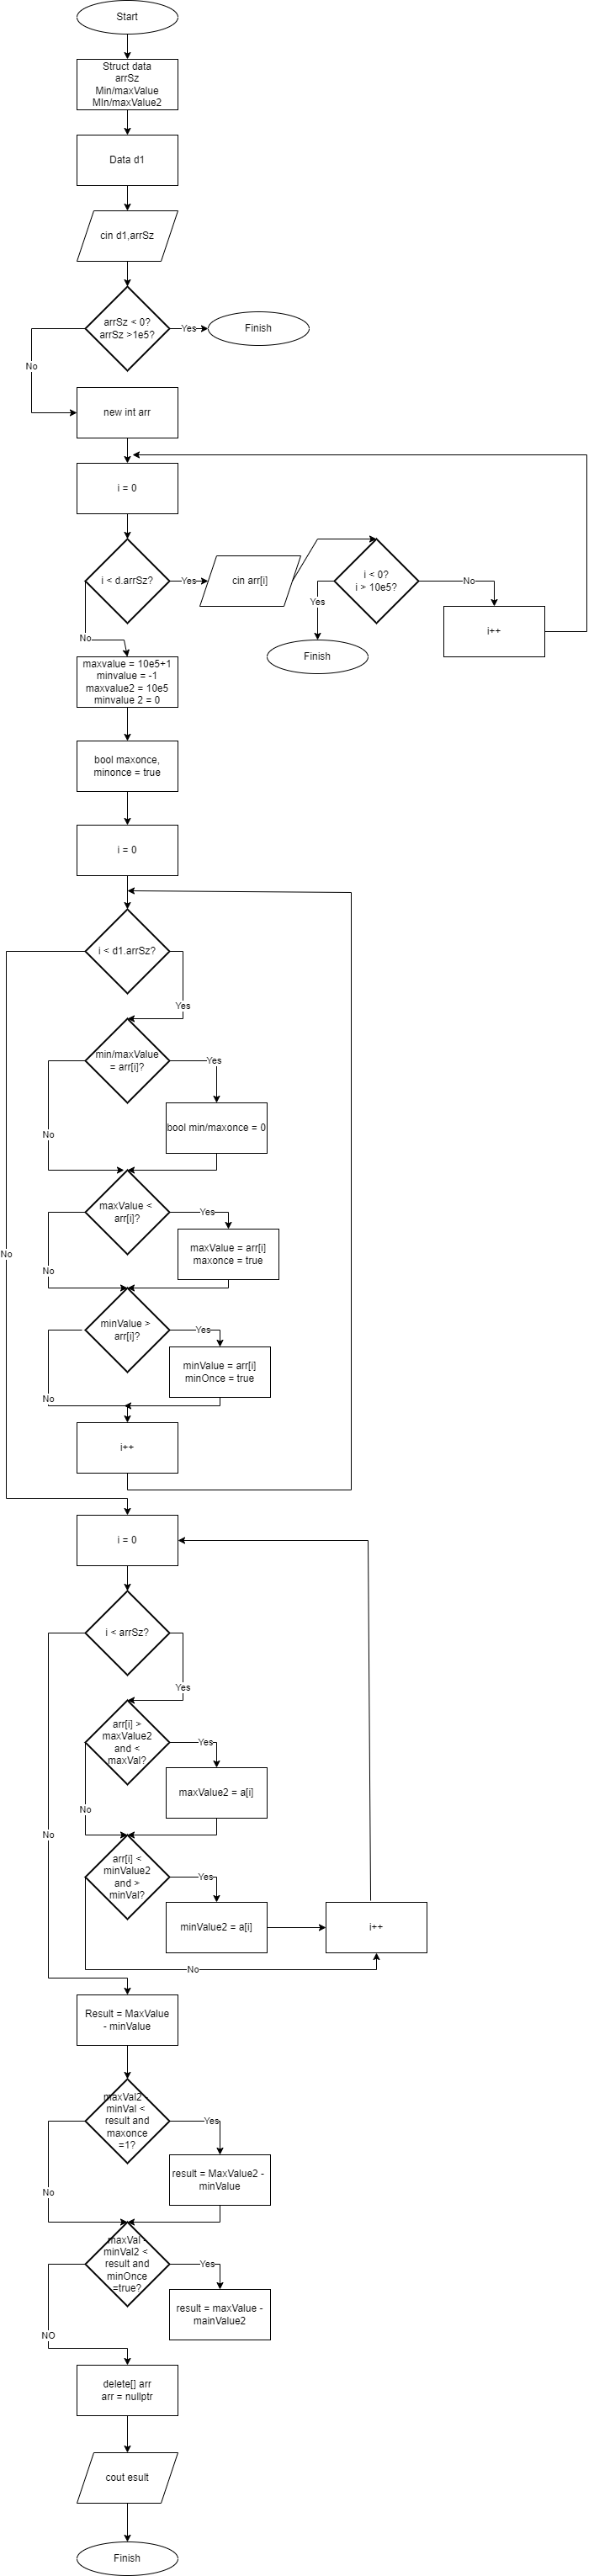 Start
Struct data
arrSz
Min/maxValue
MIn/maxValue2
Data d1
cin d1,arrSz
arrSz < 0?
arrSz >1e5?
Yes
Finish
No
new int arr
i = 0
i < d.arrSz?
Yes
cin arr[i]
i < 0?
i > 10e5?
No
Yes
i++
Finish
No
maxvalue = 10e5+1
minvalue = -1
maxvalue2 = 10e5
minvalue 2 = 0
bool maxonce,
minonce = true
i = 0
i < d1.arrSz?
Yes
min/maxValue
= arr[i]?
Yes
bool min/maxonce = 0
No
maxValue <
arr[i]?
Yes
maxValue = arr[i]
maxonce = true
No
No
minValue >
arr[i]?
Yes
minValue = arr[i]
minOnce = true
No
i++
i = 0
i < arrSz?
Yes
arr[i] >
maxValue2
and <
maxVal?
Yes
maxValue2 = a[i]
No
No
arr[i] <
minValue2
and >
minVal?
Yes
minValue2 = a[i]
i++
No
Result = MaxValue
- minValue
maxVal2 -
minVal <
result and
maxonce
=1?
Yes
result = MaxValue2 -
minValue
No
maxVal -
minVal2 <
result and
minOnce
=true?
Yes
result = maxValue -
mainValue2
NO
delete[] arr
arr = nullptr
cout esult
Finish